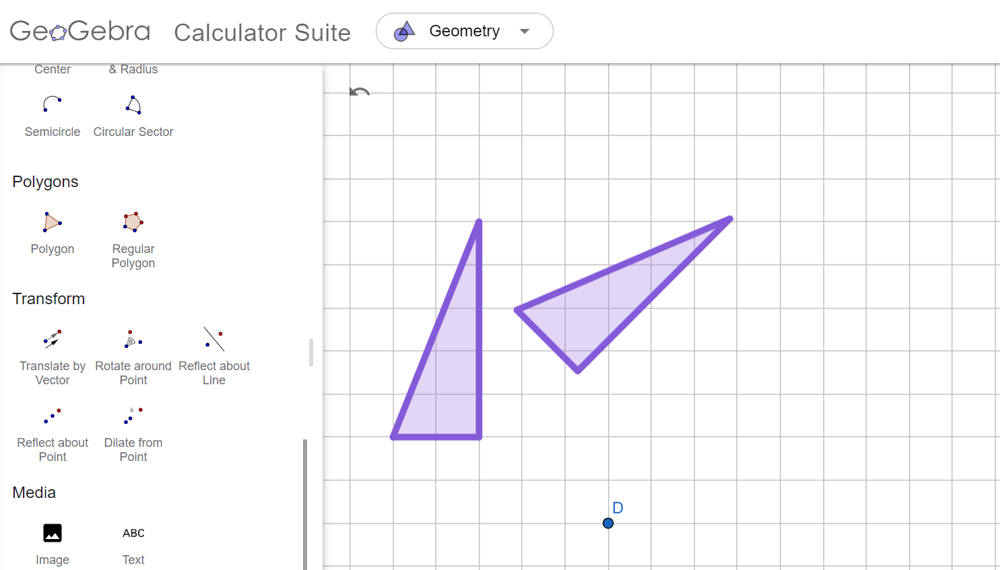 GeoGebra Calculator Suite Geometry
Center & Radius
Semicircle Circular Sector
Polygons
Polygon Regular
Polygon
Transform
Translate by Rotate around Reflect about
Vector Point Line
k
Reflect about Dilate from
Point Point
Media
ABC
Image Text
D